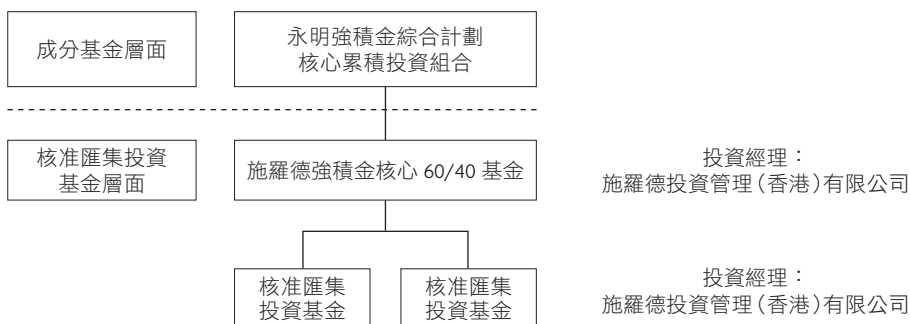 成分基金層面
永明強積金綜合計劃
核心累積投資組合
核准匯集投資
基金層面
施羅德強積金核心 60/40 基金
投資經理：
施羅德投資管理（香港）有限公司
核准匯集
投資基金
核准匯集
投資基金
投資經理：
施羅德投資管理（香港）有限公司